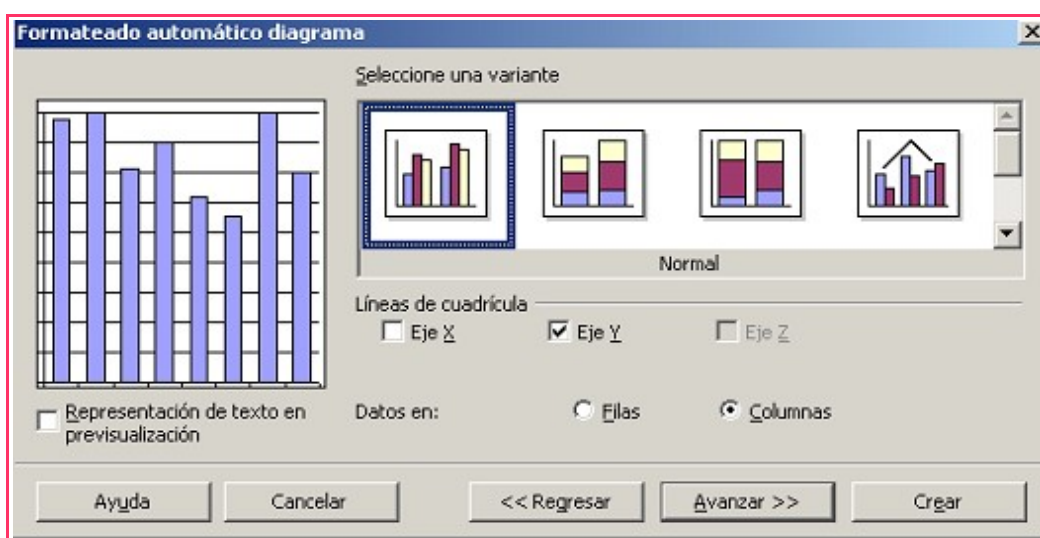 Formateado automático diagrama
Seleccione una variante
Normal
Líneas de cuadrícula
Eje X
Eje Y
Eje Z
Representación de texto en
previsualización
Datos en:
Filas
Columnas
Ayuda
Cancelar
<< Regresar
Avanzar >>
Crear